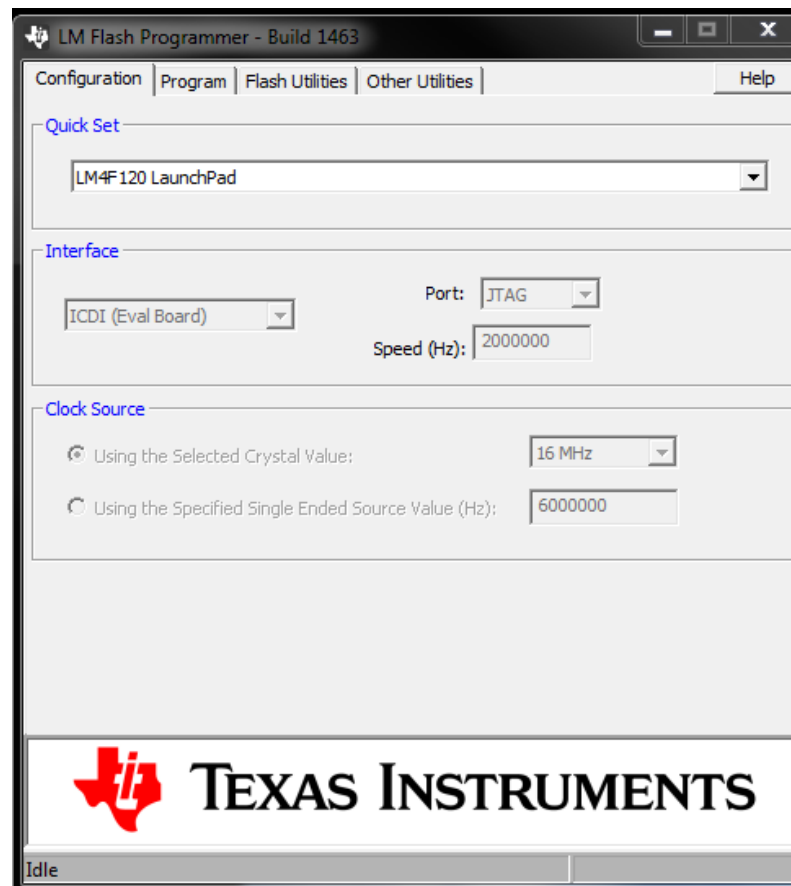 LM Flash Programmer - Build 1463
Configuration Program Flash Utilities Other Utilities Help
Quick Set
LM4F120 LaunchPad
Interface
ICDI (Eval Board)
Port: JTAG
Speed (Hz): 2000000
Clock Source
Using the Selected Crystal Value: 16 MHz
Using the Specified Single Ended Source Value (Hz): 6000000
TEXAS INSTRUMENTS
Idle